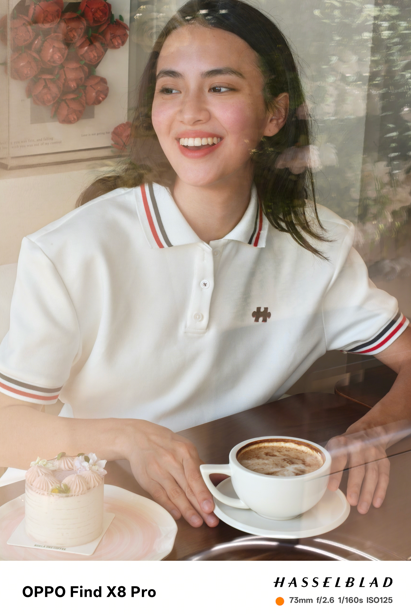 OPPO Find X8 Pro
HASSELBLAD
73mm f/2.6 1/160s ISO125